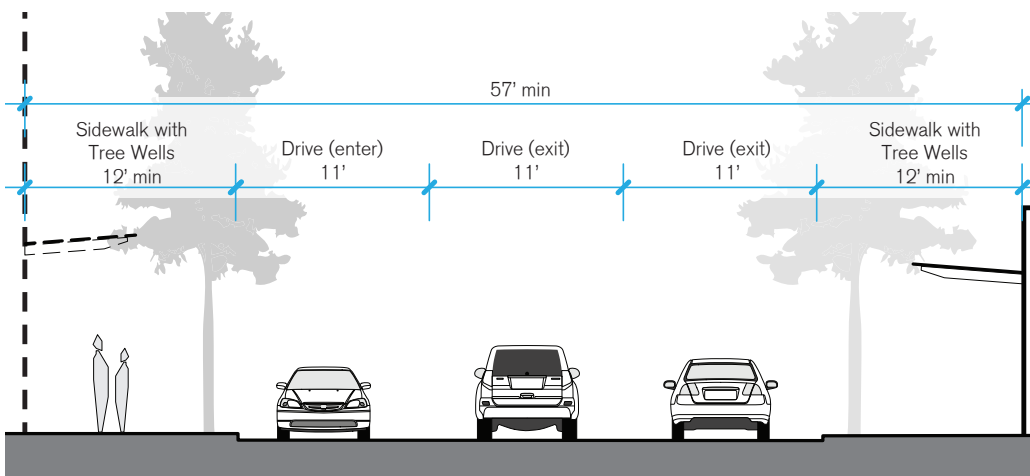 57’ min
Sidewalk with
Tree Wells
12’ min
Drive (enter)
11’
Drive (exit)
11’
Drive (exit)
11’
Sidewalk with
Tree Wells
12’ min